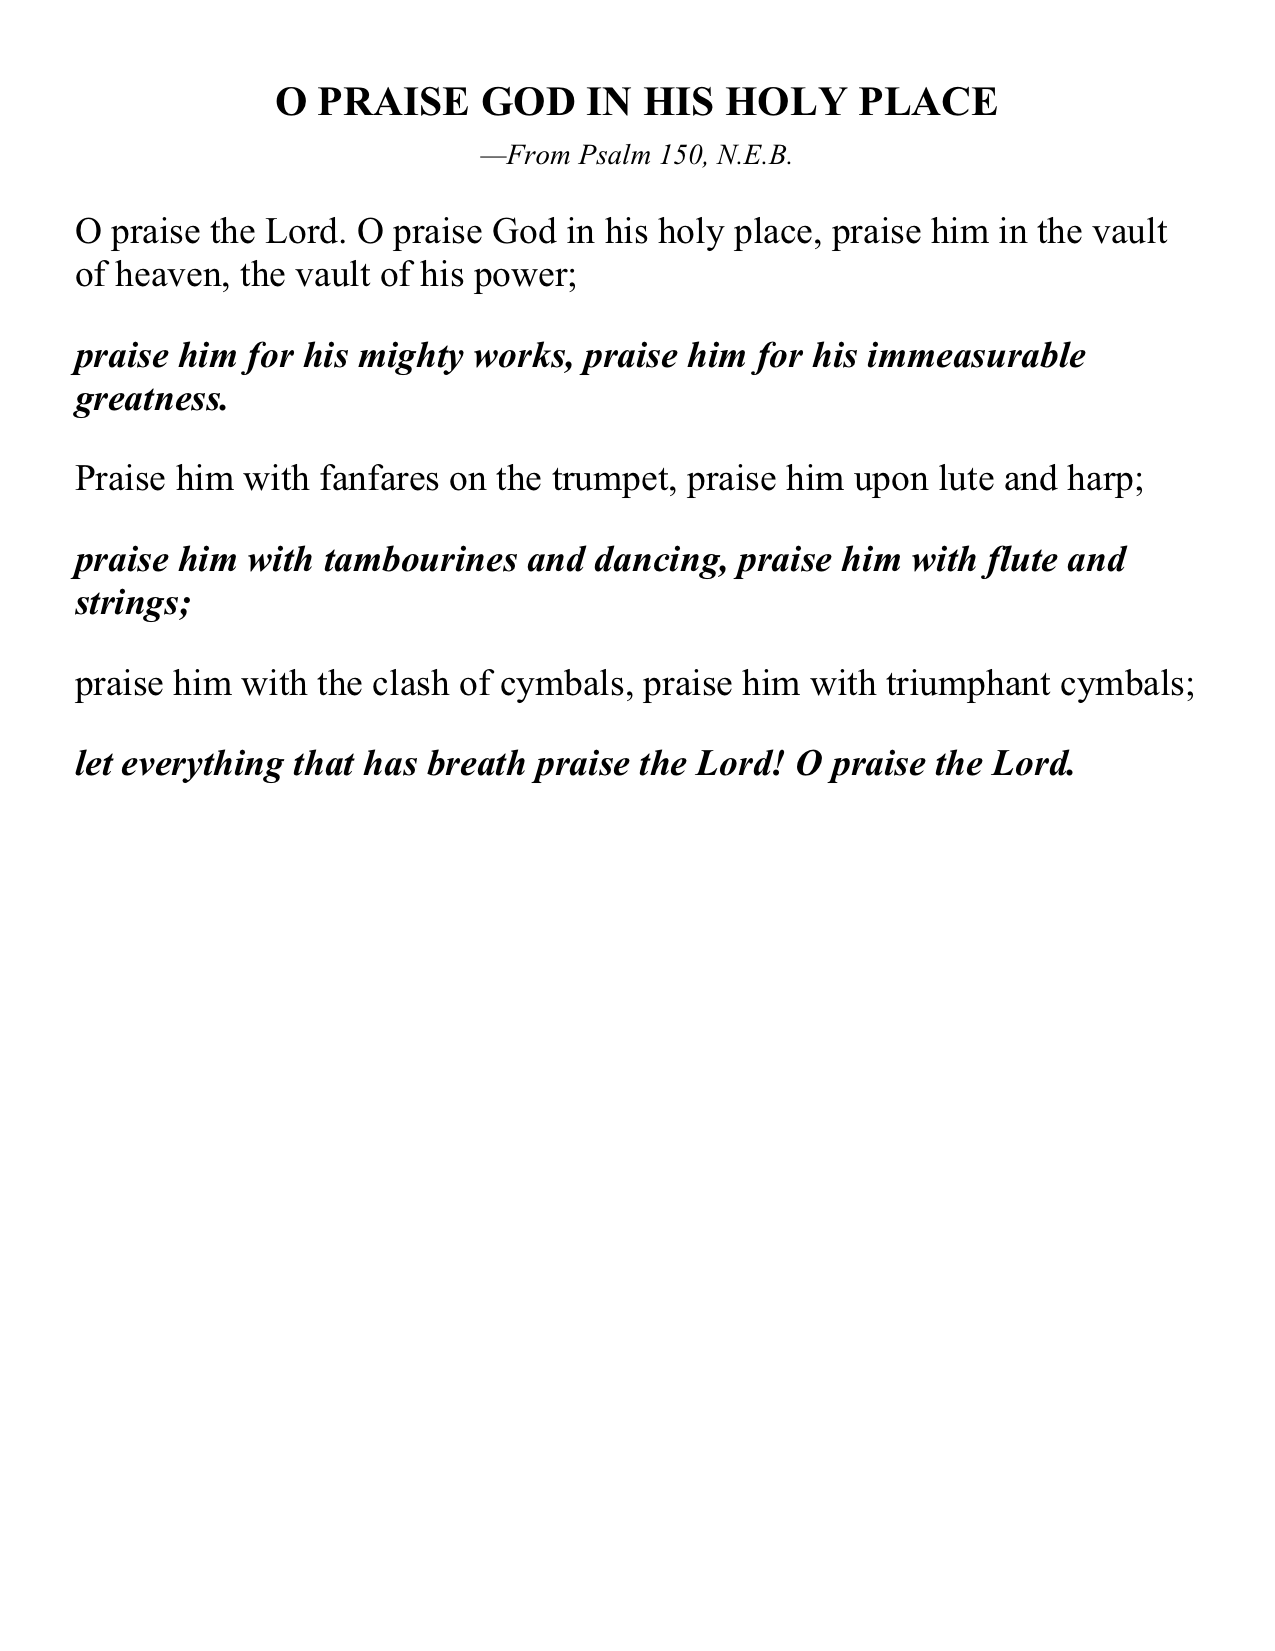 O PRAISE GOD IN HIS HOLY PLACE
—From Psalm 150, N.E.B.
O praise the Lord. O praise God in his holy place, praise him in the vault
of heaven, the vault of his power;
praise him for his mighty works, praise him for his immeasurable
greatness.
Praise him with fanfares on the trumpet, praise him upon lute and harp;
praise him with tambourines and dancing, praise him with flute and
strings;
praise him with the clash of cymbals, praise him with triumphant cymbals;
let everything that has breath praise the Lord! O praise the Lord.